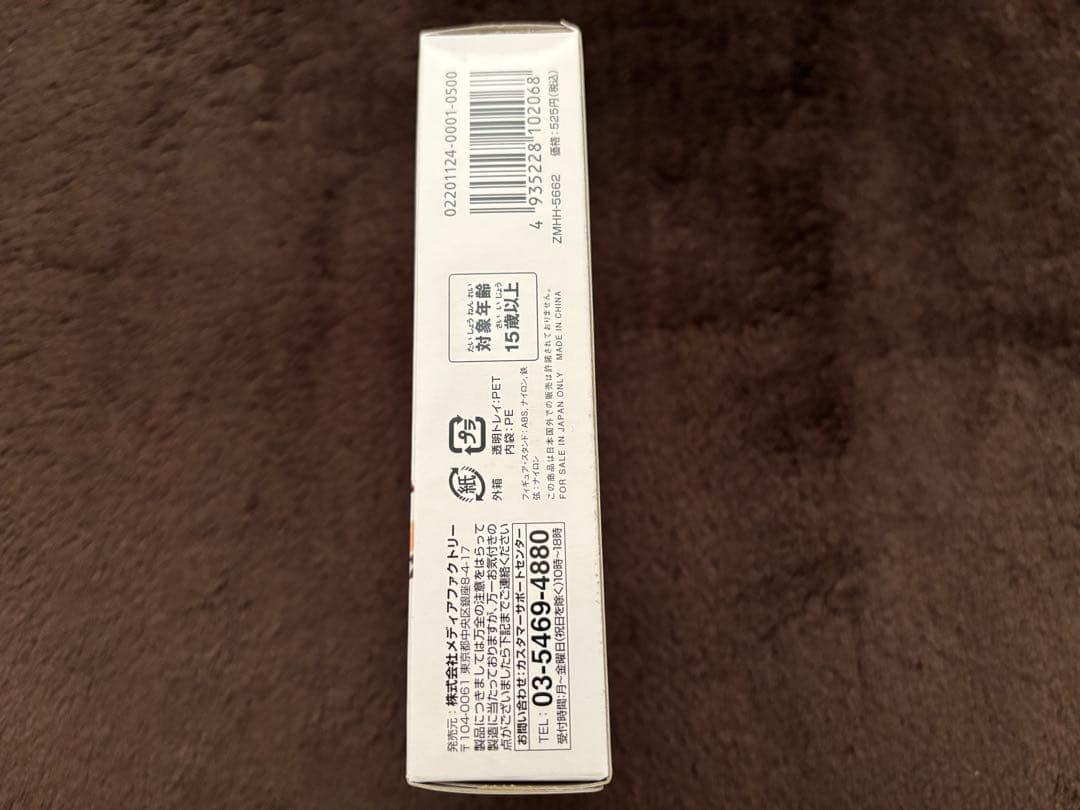 発売元：株式会社メディアファクトリー
〒104-0061 東京都中央区銀座8-4-17
製品につきましては万全の注意をはらって
製造に当たっておりますが、万一お気付きの
点がございましたら下記までご連絡ください
お問い合わせ：カスタマーサポートセンター
TEL：03-5469-4880
受付時間：月〜金曜日(祝日を除く)10時〜18時
紙
外箱
プラ
透明トレイ：PET
内袋：PE
フィギュア・スタンド：ABS, ナイロン, 鉄
弦：ナイロン
この商品は日本国外での販売は許諾されておりません。
FOR SALE IN JAPAN ONLY MADE IN CHINA
たいしょうねんれい
対象年齢
さいいじょう
15歳以上
02201124-0001-0500
4 935228 102068
ZMHH-5662 価格：525円(税込)